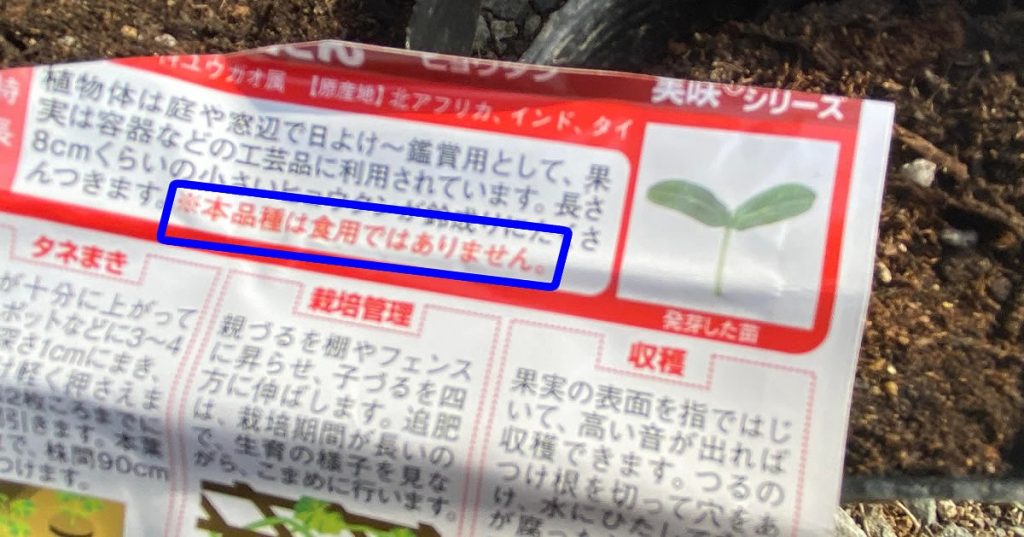 ヒョウタン
美咲®シリーズ
ユウガオ属 【原産地】北アフリカ、インド、タイ
植物体は庭や窓辺で日よけ～鑑賞用として、果
実は容器などの工芸品に利用されています。長さ
8cmくらいの小さいヒョウタンが鈴成りにたくさ
んつきます。※本品種は食用ではありません。
発芽した苗
タネまき
が十分に上がって
ポットなどに3～4
深さ1cmにまき、
け軽く押さえま
引きます。本葉
で、株間90cm
つけます。
栽培管理
親づるを棚やフェンス
に昇らせ、子づるを四
方に伸ばします。追肥
は、栽培期間が長いの
で、生育の様子を見な
がら、こまめに行います。
収穫
果実の表面を指ではじ
いて、高い音が出れば
収穫できます。つるの
つけ根を切って穴をあ
け、水にひたして
が腐っ